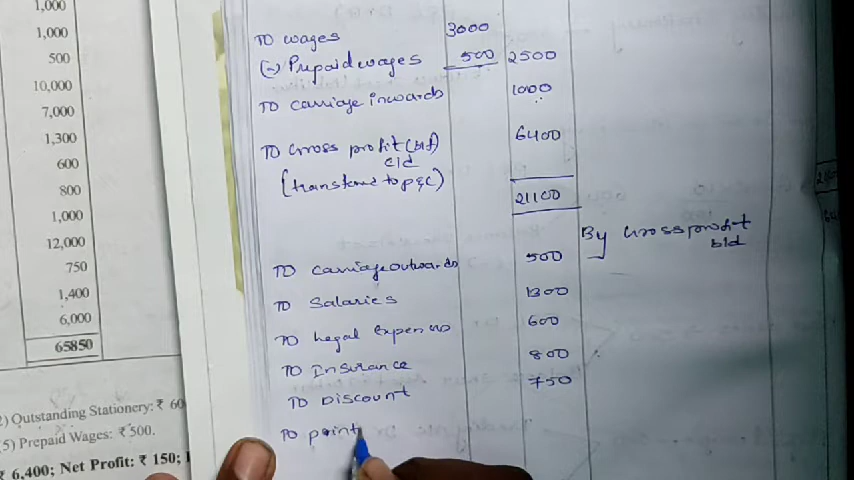 1,000
1,000
500
10,000
7,000
1,300
600
800
1,000
12,000
750
1,400
6,000
65850
2) Outstanding Stationery: ₹ 60
(5) Prepaid Wages: ₹ 500.
₹ 6,400; Net Profit: ₹ 150;
TO wages 3000
(-) Prepaid wages 500 2500
TO carriage inwards 1000
TO Gross profit (b/f) 6400
c/d
(transfered to P&L)
21100
By Gross profit
b/d
TO carriage outwards 500
TO Salaries 1300
TO Legal Expenses 600
TO Insurance 800
TO Discount 750
TO print